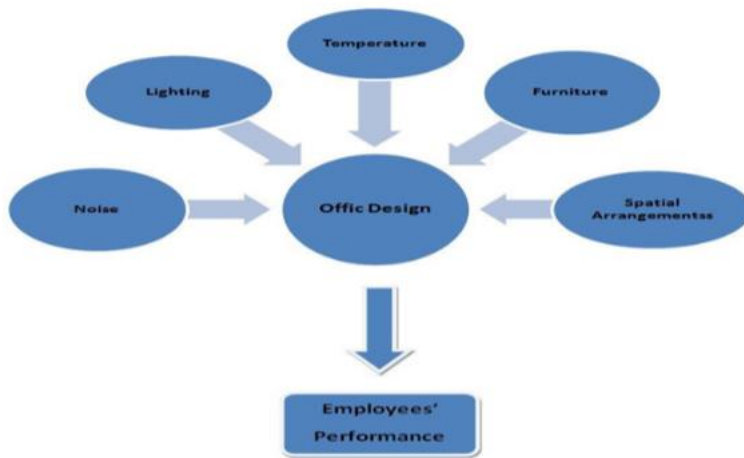 Temperature
Lighting
Furniture
Noise
Offic Design
Spatial
Arrangementss
Employees’
Performance